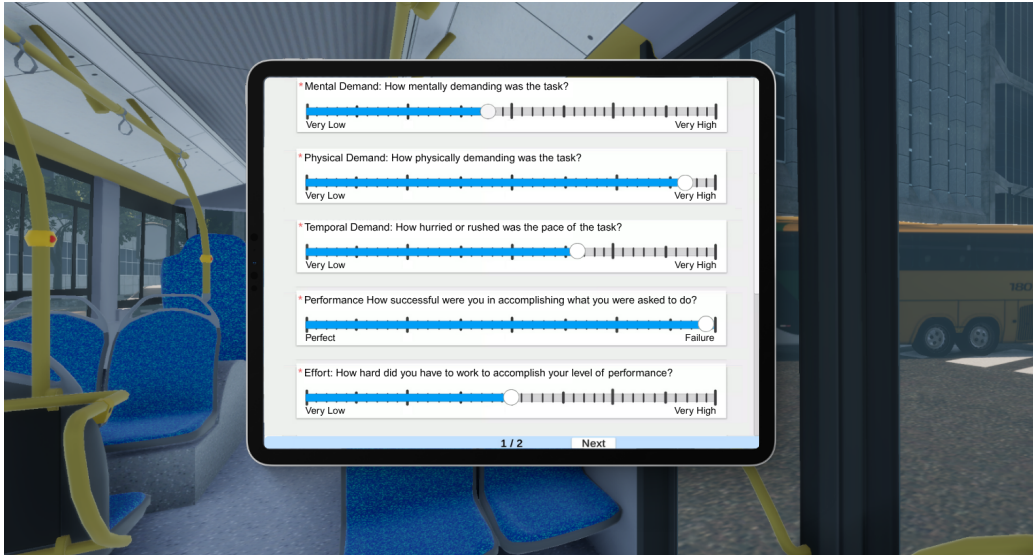 *Mental Demand: How mentally demanding was the task?
Very Low Very High
*Physical Demand: How physically demanding was the task?
Very Low Very High
*Temporal Demand: How hurried or rushed was the pace of the task?
Very Low Very High
*Performance How successful were you in accomplishing what you were asked to do?
Perfect Failure
*Effort: How hard did you have to work to accomplish your level of performance?
Very Low Very High
1 / 2 Next
180